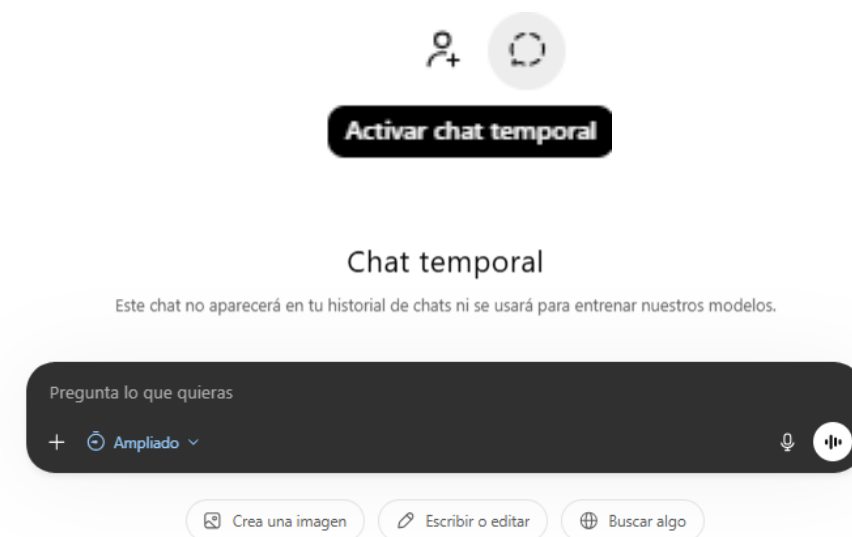 Activar chat temporal
Chat temporal
Este chat no aparecerá en tu historial de chats ni se usará para entrenar nuestros modelos.
Pregunta lo que quieras
Ampliado
Crea una imagen
Escribir o editar
Buscar algo